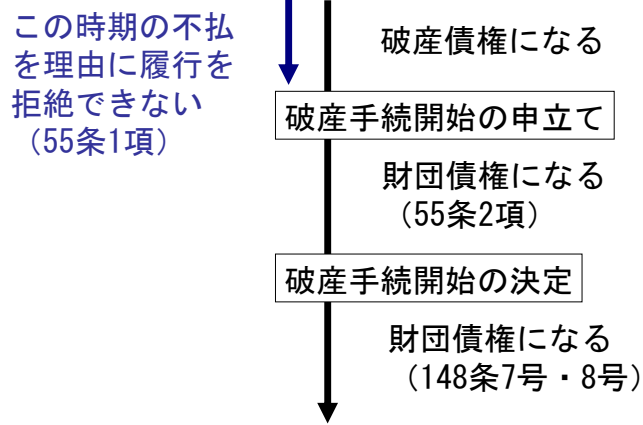 この時期の不払
を理由に履行を
拒絶できない
（55条1項）
破産債権になる
破産手続開始の申立て
財団債権になる
（55条2項）
破産手続開始の決定
財団債権になる
（148条7号・8号）